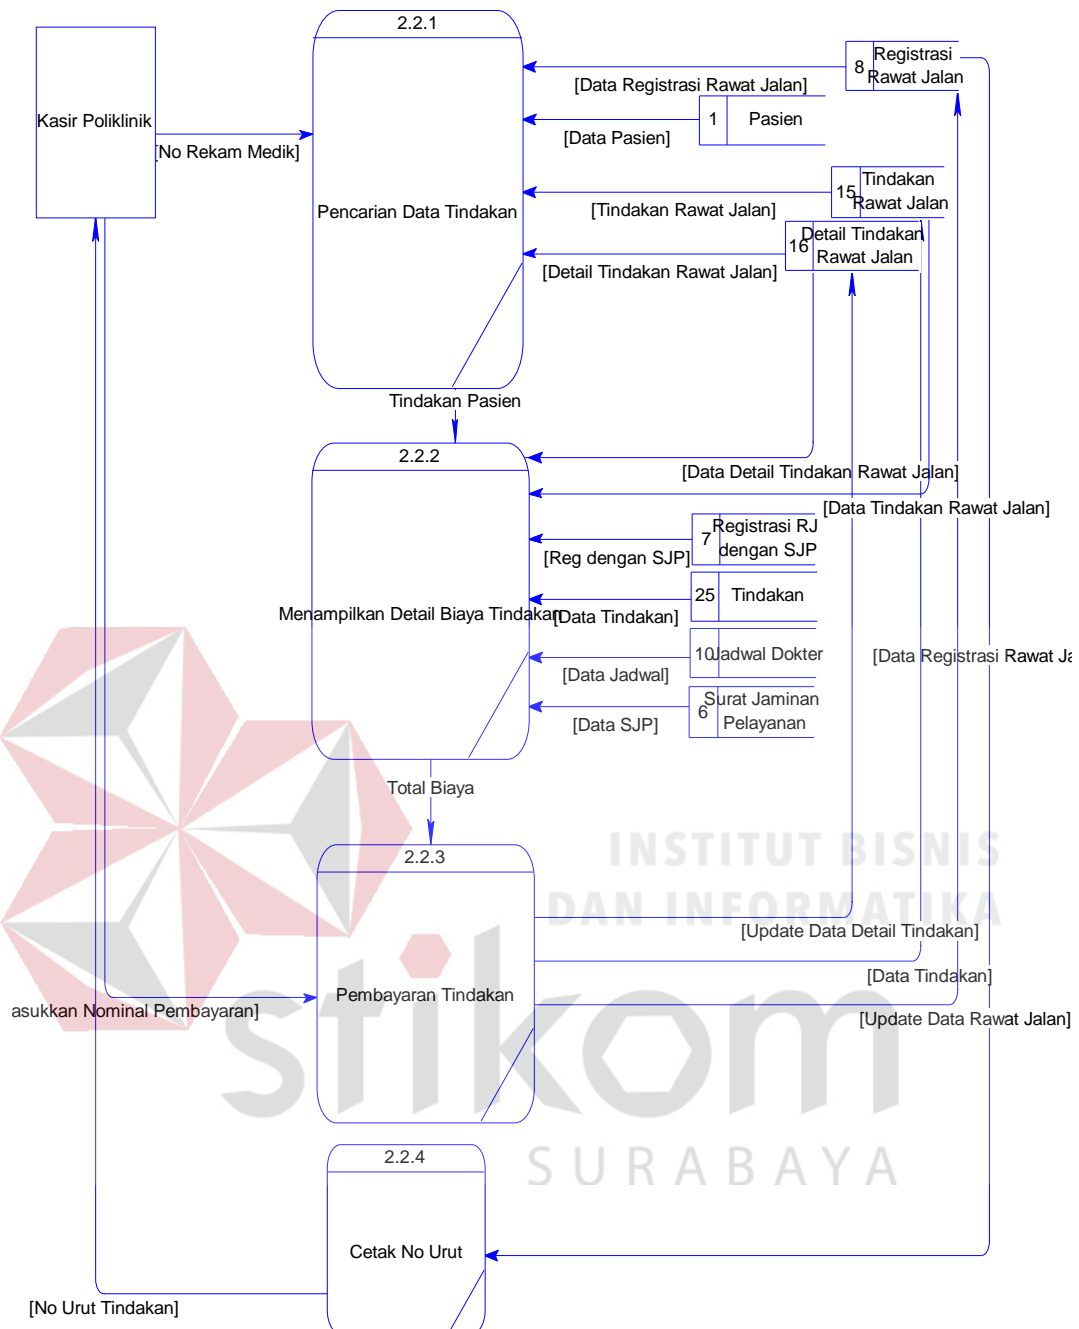 2.2.1
Kasir Poliklinik
[No Rekam Medik]
Pencarian Data Tindakan
8
Registrasi
Rawat Jalan
[Data Registrasi Rawat Jalan]
1
Pasien
[Data Pasien]
15
Tindakan
Rawat Jalan
[Tindakan Rawat Jalan]
16
Detail Tindakan
Rawat Jalan
[Detail Tindakan Rawat Jalan]
Tindakan Pasien
2.2.2
[Data Detail Tindakan Rawat Jalan]
[Data Tindakan Rawat Jalan]
7
Registrasi RJ
dengan SJP
[Reg dengan SJP]
25
Tindakan
Menampilkan Detail Biaya Tindakan
[Data Tindakan]
10
Jadwal Dokter
[Data Registrasi Rawat Ja
[Data Jadwal]
6
Surat Jaminan
Pelayanan
[Data SJP]
Total Biaya
INSTITUT BISNIS
DAN INFORMATIKA
2.2.3
[Update Data Detail Tindakan]
[Data Tindakan]
Pembayaran Tindakan
asukkan Nominal Pembayaran]
[Update Data Rawat Jalan]
stikom
SURABAYA
2.2.4
Cetak No Urut
[No Urut Tindakan]